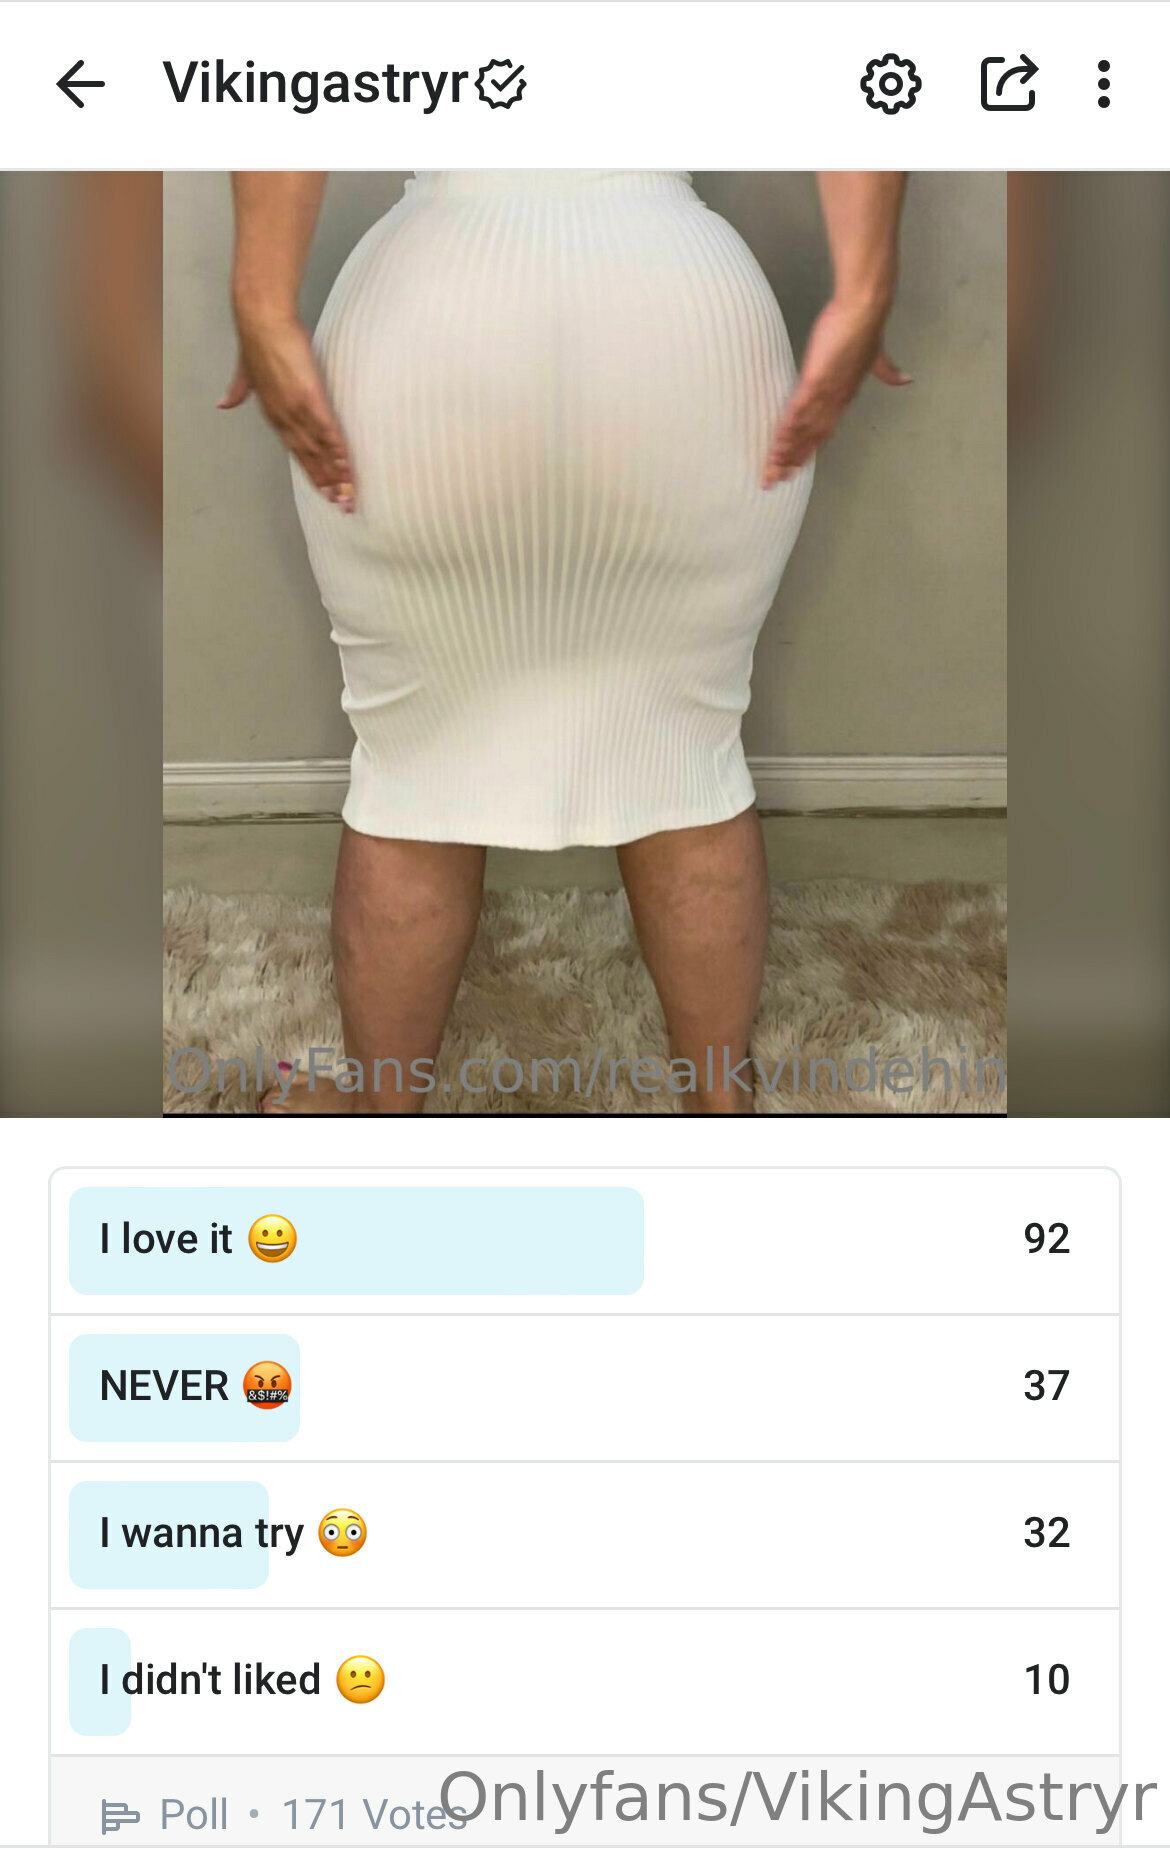 Vikingastryr
OnlyFans.com/realkvindehin
I love it 😀 92
NEVER 🤬 37
&$!#%
I wanna try 😳 32
I didn't liked 😕 10
Poll • 171 Votes
Onlyfans/VikingAstryr